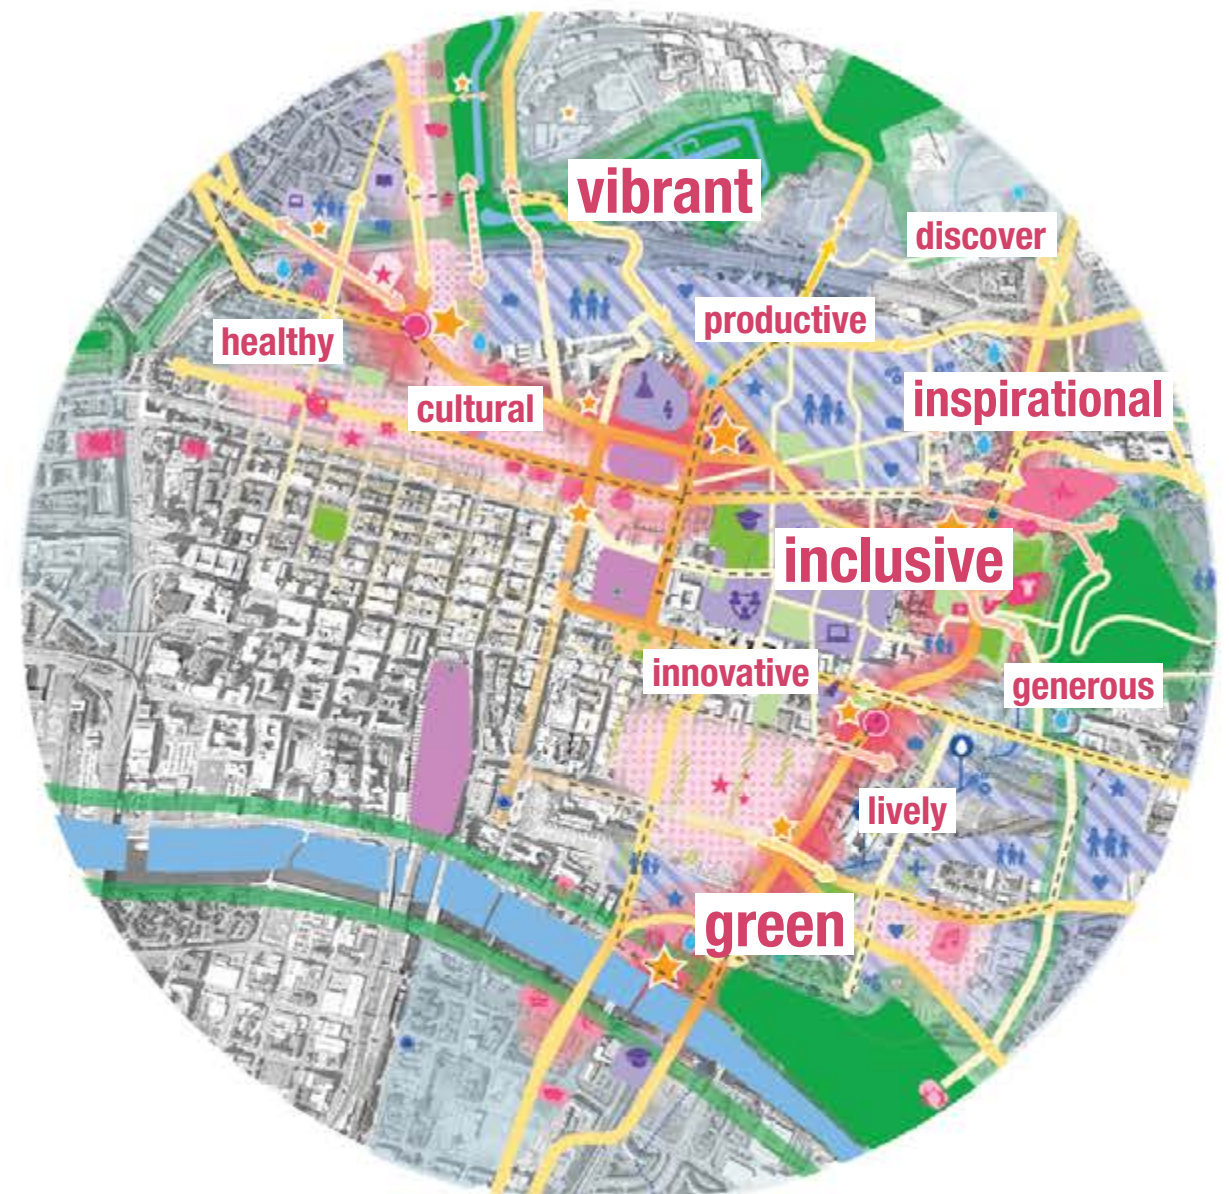 vibrant
discover
productive
healthy
inspirational
cultural
inclusive
innovative
generous
lively
green